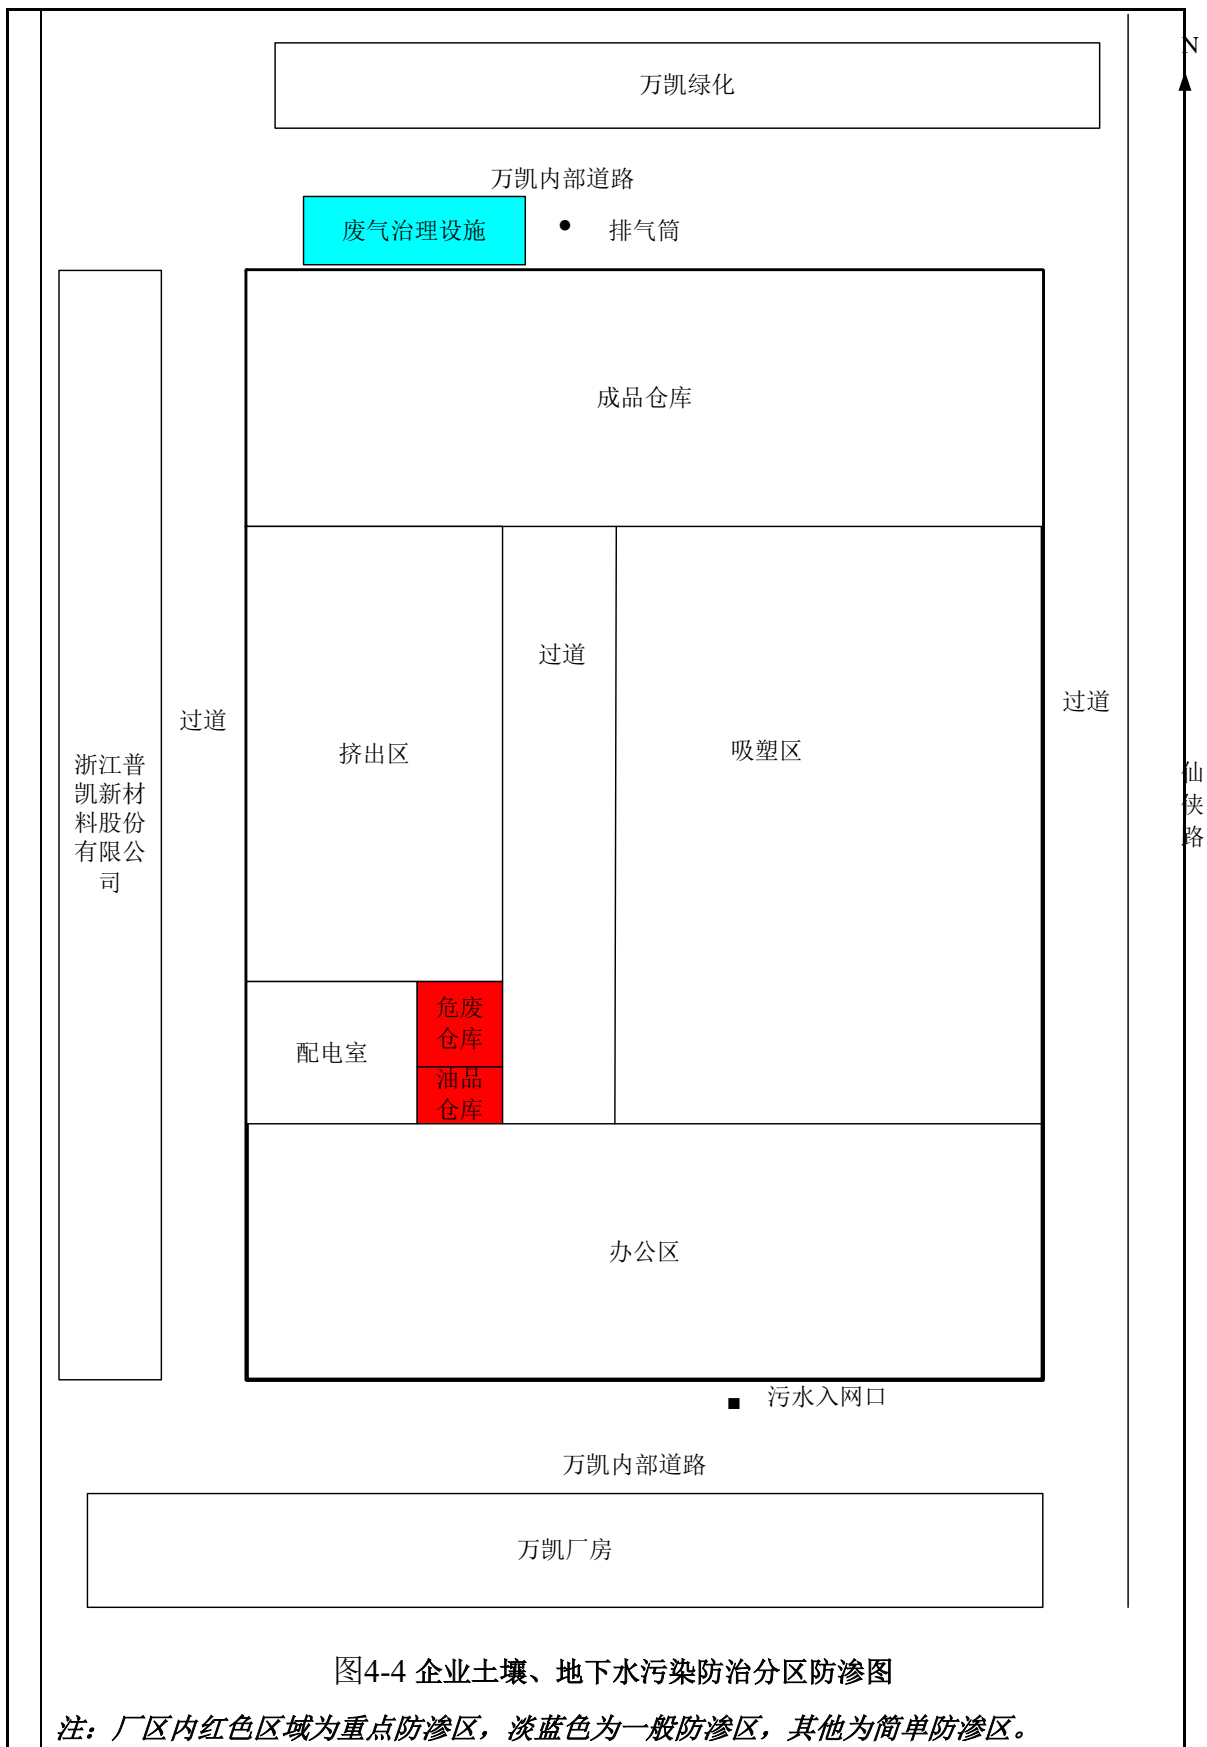 N
万凯绿化
万凯内部道路
废气治理设施
排气筒
成品仓库
过道
过道
过道
挤出区
吸塑区
浙江普
凯新材
料股份
有限公
司
仙
侠
路
危废
仓库
配电室
油品
仓库
办公区
污水入网口
万凯内部道路
万凯厂房
图4-4 企业土壤、地下水污染防治分区防渗图
注：厂区内红色区域为重点防渗区，淡蓝色为一般防渗区，其他为简单防渗区。